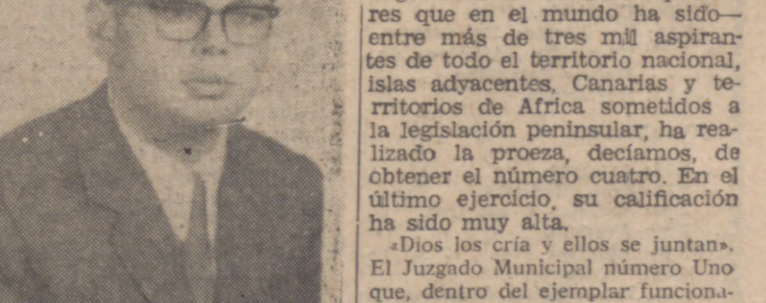 res que en el mundo ha sido—
entre más de tres mil aspiran-
tes de todo el territorio nacional,
islas adyacentes, Canarias y te-
rritorios de Africa sometidos a
la legislación peninsular, ha rea-
lizado la proeza, decíamos, de
obtener el número cuatro. En el
último ejercicio, su calificación
ha sido muy alta.
«Dios los cría y ellos se juntan».
El Juzgado Municipal número Uno
que, dentro del ejemplar funciona-